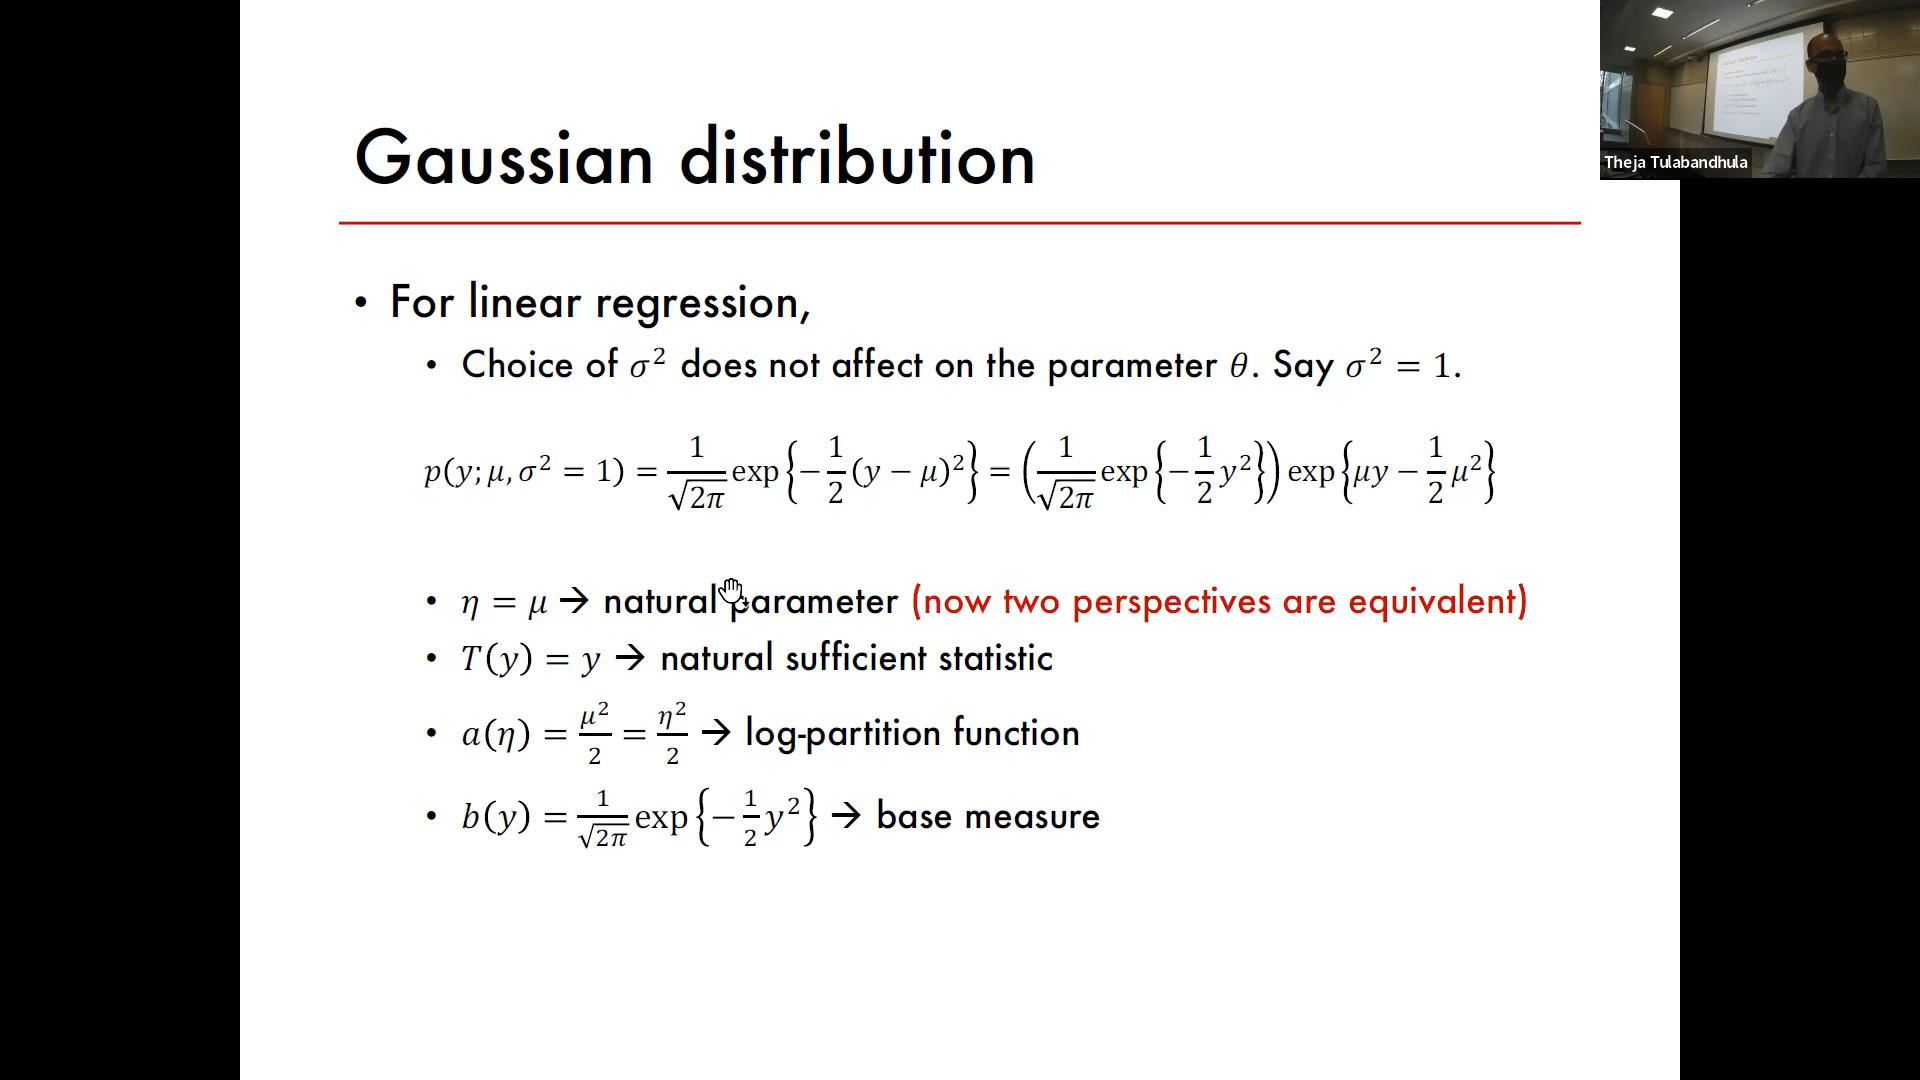 Gaussian distribution
Theja Tulabandhula
• For linear regression,
• Choice of σ² does not affect on the parameter θ. Say σ² = 1.
p(y; μ, σ² = 1) = 1/√2π exp{−1/2(y − μ)²} = (1/√2π exp{−1/2 y²}) exp{μy − 1/2 μ²}
• η = μ → natural parameter (now two perspectives are equivalent)
• T(y) = y → natural sufficient statistic
• a(η) = μ²/2 = η²/2 → log-partition function
• b(y) = 1/√2π exp{−1/2 y²} → base measure